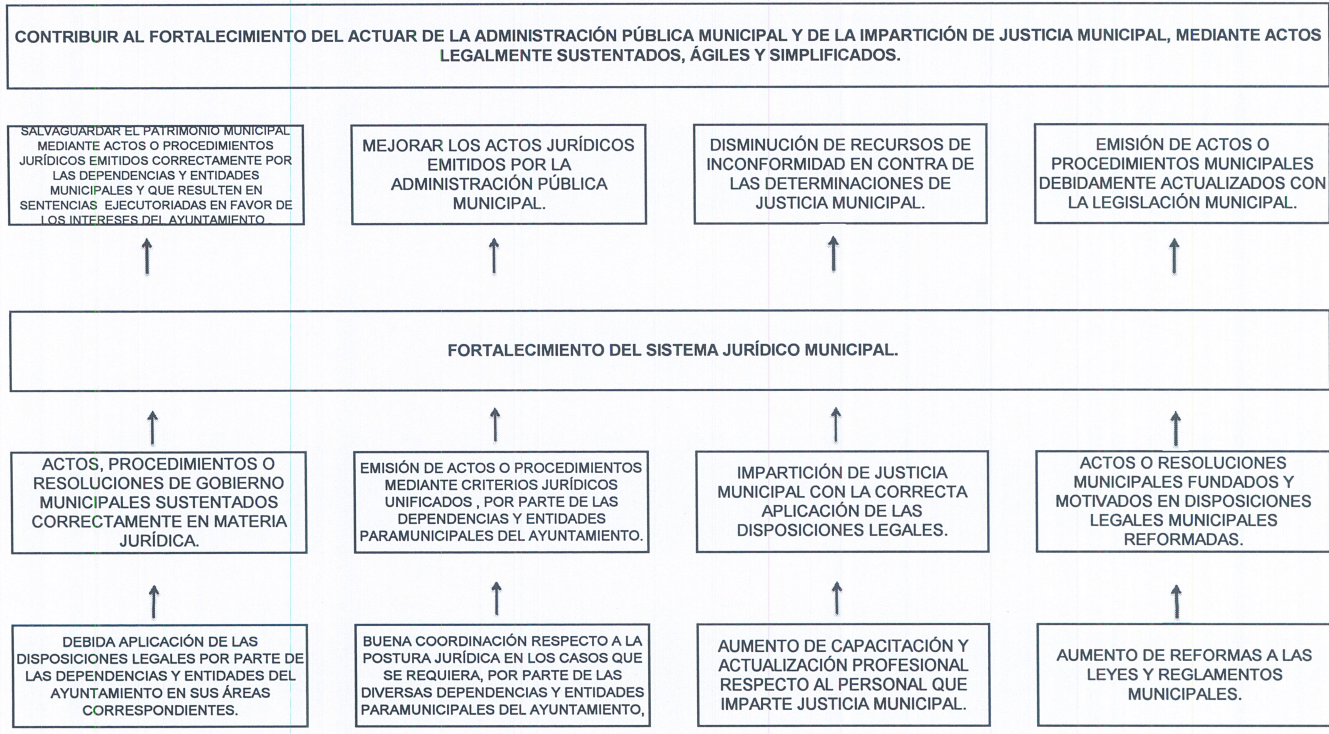 CONTRIBUIR AL FORTALECIMIENTO DEL ACTUAR DE LA ADMINISTRACIÓN PÚBLICA MUNICIPAL Y DE LA IMPARTICIÓN DE JUSTICIA MUNICIPAL, MEDIANTE ACTOS
LEGALMENTE SUSTENTADOS, ÁGILES Y SIMPLIFICADOS.
SALVAGUARDAR EL PATRIMONIO MUNICIPAL
MEDIANTE ACTOS O PROCEDIMIENTOS
JURÍDICOS EMITIDOS CORRECTAMENTE POR
LAS DEPENDENCIAS Y ENTIDADES
MUNICIPALES Y QUE RESULTEN EN
SENTENCIAS EJECUTORIADAS EN FAVOR DE
LOS INTERESES DEL AYUNTAMIENTO
MEJORAR LOS ACTOS JURÍDICOS
EMITIDOS POR LA
ADMINISTRACIÓN PÚBLICA
MUNICIPAL.
DISMINUCIÓN DE RECURSOS DE
INCONFORMIDAD EN CONTRA DE
LAS DETERMINACIONES DE
JUSTICIA MUNICIPAL.
EMISIÓN DE ACTOS O
PROCEDIMIENTOS MUNICIPALES
DEBIDAMENTE ACTUALIZADOS CON
LA LEGISLACIÓN MUNICIPAL.
FORTALECIMIENTO DEL SISTEMA JURÍDICO MUNICIPAL.
ACTOS, PROCEDIMIENTOS O
RESOLUCIONES DE GOBIERNO
MUNICIPALES SUSTENTADOS
CORRECTAMENTE EN MATERIA
JURÍDICA.
EMISIÓN DE ACTOS O PROCEDIMIENTOS
MEDIANTE CRITERIOS JURÍDICOS
UNIFICADOS , POR PARTE DE LAS
DEPENDENCIAS Y ENTIDADES
PARAMUNICIPALES DEL AYUNTAMIENTO.
IMPARTICIÓN DE JUSTICIA
MUNICIPAL CON LA CORRECTA
APLICACIÓN DE LAS
DISPOSICIONES LEGALES.
ACTOS O RESOLUCIONES
MUNICIPALES FUNDADOS Y
MOTIVADOS EN DISPOSICIONES
LEGALES MUNICIPALES
REFORMADAS.
DEBIDA APLICACIÓN DE LAS
DISPOSICIONES LEGALES POR PARTE DE
LAS DEPENDENCIAS Y ENTIDADES DEL
AYUNTAMIENTO EN SUS ÁREAS
CORRESPONDIENTES.
BUENA COORDINACIÓN RESPECTO A LA
POSTURA JURÍDICA EN LOS CASOS QUE
SE REQUIERA, POR PARTE DE LAS
DIVERSAS DEPENDENCIAS Y ENTIDADES
PARAMUNICIPALES DEL AYUNTAMIENTO,
AUMENTO DE CAPACITACIÓN Y
ACTUALIZACIÓN PROFESIONAL
RESPECTO AL PERSONAL QUE
IMPARTE JUSTICIA MUNICIPAL.
AUMENTO DE REFORMAS A LAS
LEYES Y REGLAMENTOS
MUNICIPALES.